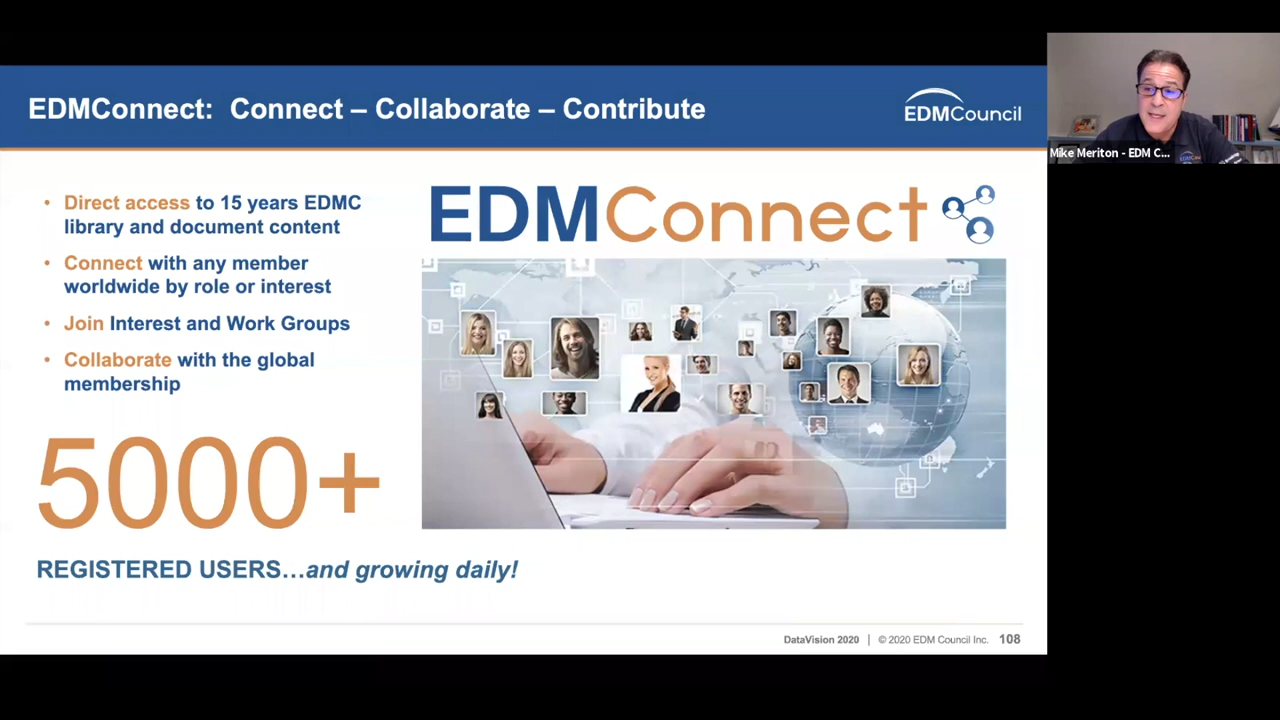 EDMConnect: Connect – Collaborate – Contribute
EDMCouncil
Mike Meriton - EDM C...
• Direct access to 15 years EDMC
library and document content
• Connect with any member
worldwide by role or interest
• Join Interest and Work Groups
• Collaborate with the global
membership
EDMConnect
5000+
REGISTERED USERS...and growing daily!
DataVision 2020 | © 2020 EDM Council Inc. 108